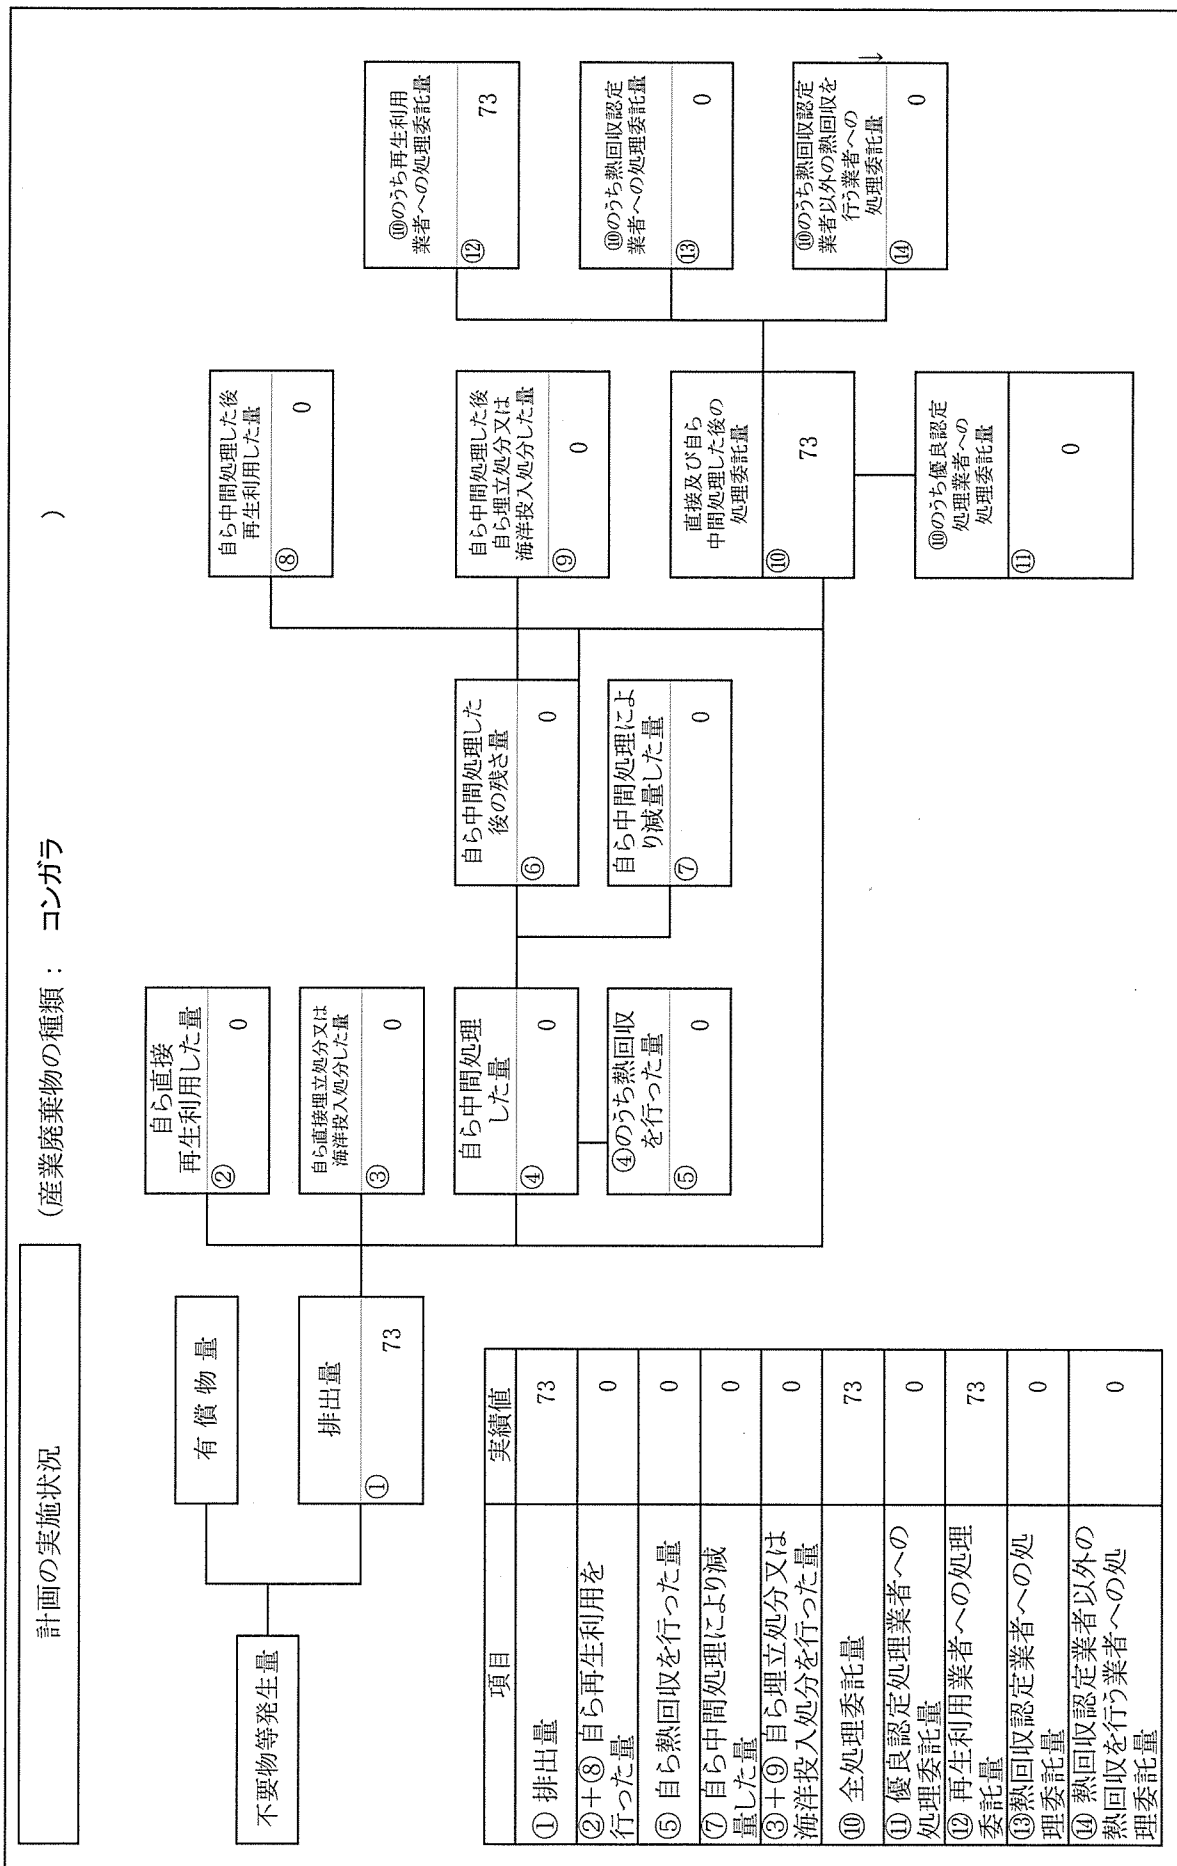 計画の実施状況
(産業廃棄物の種類： コンガラ )
不要物等発生量
有 償 物 量
排出量
① 73
自ら直接
再生利用した量
② 0
自ら直接埋立処分又は
海洋投入処分した量
③ 0
自ら中間処理
した量
④ 0
④のうち熱回収
を行った量
⑤ 0
自ら中間処理した
後の残さ量
⑥ 0
自ら中間処理によ
り減量した量
⑦ 0
自ら中間処理した後
再生利用した量
⑧ 0
自ら中間処理した後
自ら埋立処分又は
海洋投入処分した量
⑨ 0
直接及び自ら
中間処理した後の
処理委託量
⑩ 73
⑩のうち優良認定
処理業者への
処理委託量
⑪ 0
⑩のうち再生利用
業者への処理委託量
⑫ 73
⑩のうち熱回収認定
業者への処理委託量
⑬ 0
⑩のうち熱回収認定
業者以外の熱回収を
行う業者への
処理委託量
⑭ 0
項目 実績値
① 排出量 73
②+⑧ 自ら再生利用を
行った量 0
⑤ 自ら熱回収を行った量 0
⑦ 自ら中間処理により減
量した量 0
③+⑨ 自ら埋立処分又は
海洋投入処分を行った量 0
⑩ 全処理委託量 73
⑪ 優良認定処理業者への
処理委託量 0
⑫ 再生利用業者への処理
委託量 73
⑬熱回収認定業者への処
理委託量 0
⑭ 熱回収認定業者以外の
熱回収を行う業者への処
理委託量 0